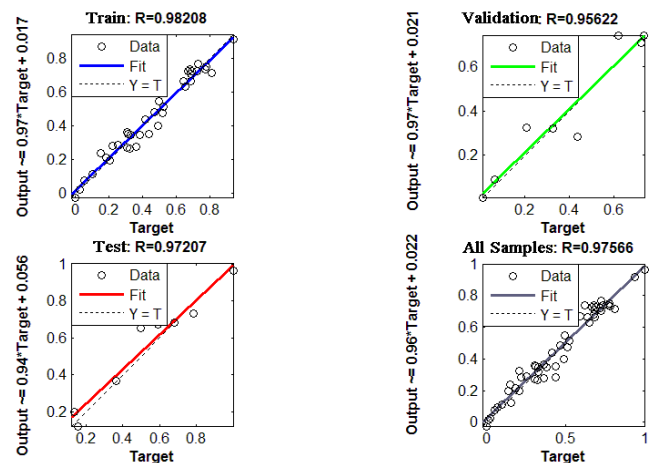 Train: R=0.98208
Output ~= 0.97*Target + 0.017
Data
Fit
Y = T
0.8
0.6
0.4
0.2
0
0 0.2 0.4 0.6 0.8
Target
Validation: R=0.95622
Output ~= 0.97*Target + 0.021
Data
Fit
Y = T
0.6
0.4
0.2
0 0.2 0.4 0.6
Target
Test: R=0.97207
Output ~= 0.94*Target + 0.056
Data
Fit
Y = T
1
0.8
0.6
0.4
0.2
0.2 0.4 0.6 0.8
Target
All Samples: R=0.97566
Output ~= 0.96*Target + 0.022
Data
Fit
Y = T
1
0.8
0.6
0.4
0.2
0
0 0.5 1
Target